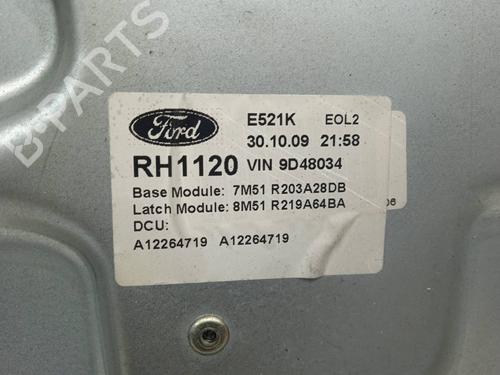 B-PARTS
Ford
E521K EOL2
30.10.09 21:58
RH1120 VIN 9D48034
Base Module: 7M51 R203A28DB
Latch Module: 8M51 R219A64BA
06
DCU:
A12264719 A12264719